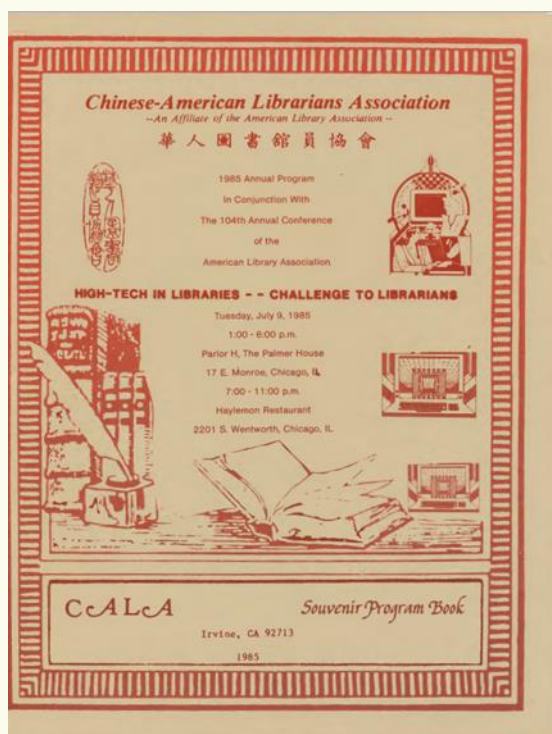 Chinese-American Librarians Association
--An Affiliate of the American Library Association --
華人圖書館員協會
1985 Annual Program
In Conjunction With
The 104th Annual Conference
of the
American Library Association
HIGH-TECH IN LIBRARIES - - CHALLENGE TO LIBRARIANS
Tuesday, July 9, 1985
1:00 - 6:00 p.m.
Parlor H, The Palmer House
17 E. Monroe, Chicago, IL
7:00 - 11:00 p.m.
Haylemon Restaurant
2201 S. Wentworth, Chicago, IL
CALA
Souvenir Program Book
Irvine, CA 92713
1985